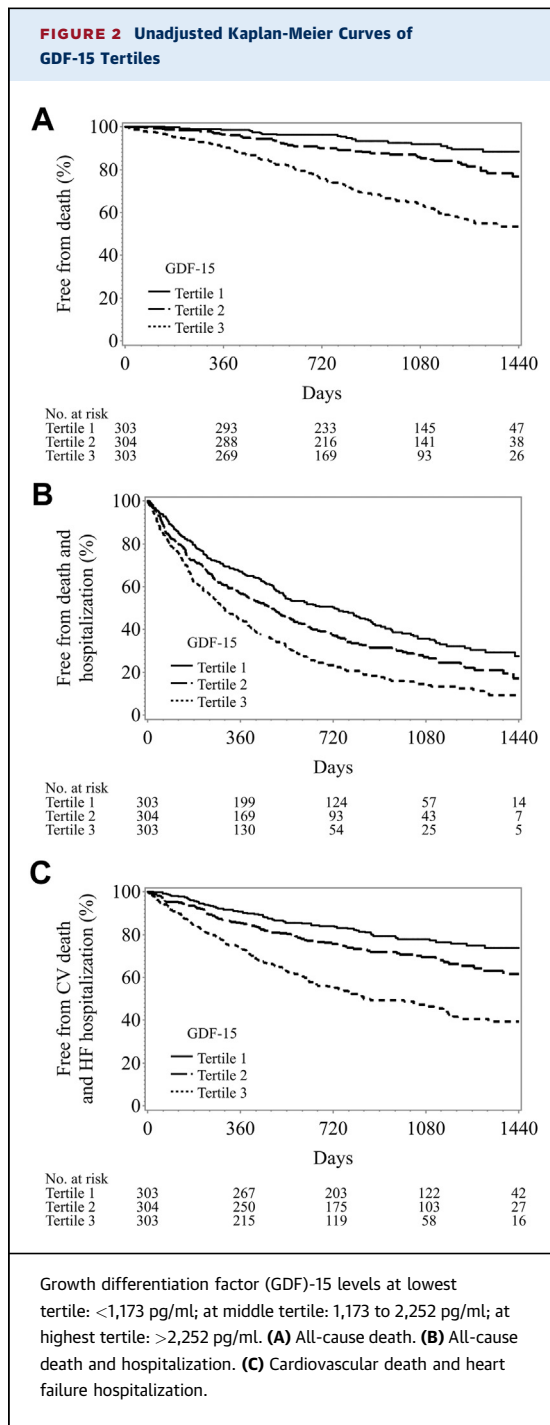 FIGURE 2 Unadjusted Kaplan-Meier Curves of
GDF-15 Tertiles
A
Free from death (%)
100
80
60
40
20
0
GDF-15
Tertile 1
Tertile 2
Tertile 3
0 360 720 1080 1440
Days
No. at risk
Tertile 1 303 293 233 145 47
Tertile 2 304 288 216 141 38
Tertile 3 303 269 169 93 26
B
Free from death and
hospitalization (%)
100
80
60
40
20
0
GDF-15
Tertile 1
Tertile 2
Tertile 3
0 360 720 1080 1440
Days
No. at risk
Tertile 1 303 199 124 57 14
Tertile 2 304 169 93 43 7
Tertile 3 303 130 54 25 5
C
Free from CV death
and HF hospitalization (%)
100
80
60
40
20
0
GDF-15
Tertile 1
Tertile 2
Tertile 3
0 360 720 1080 1440
Days
No. at risk
Tertile 1 303 267 203 122 42
Tertile 2 304 250 175 103 27
Tertile 3 303 215 119 58 16
Growth differentiation factor (GDF)-15 levels at lowest
tertile: <1,173 pg/ml; at middle tertile: 1,173 to 2,252 pg/ml; at
highest tertile: >2,252 pg/ml. (A) All-cause death. (B) All-cause
death and hospitalization. (C) Cardiovascular death and heart
failure hospitalization.